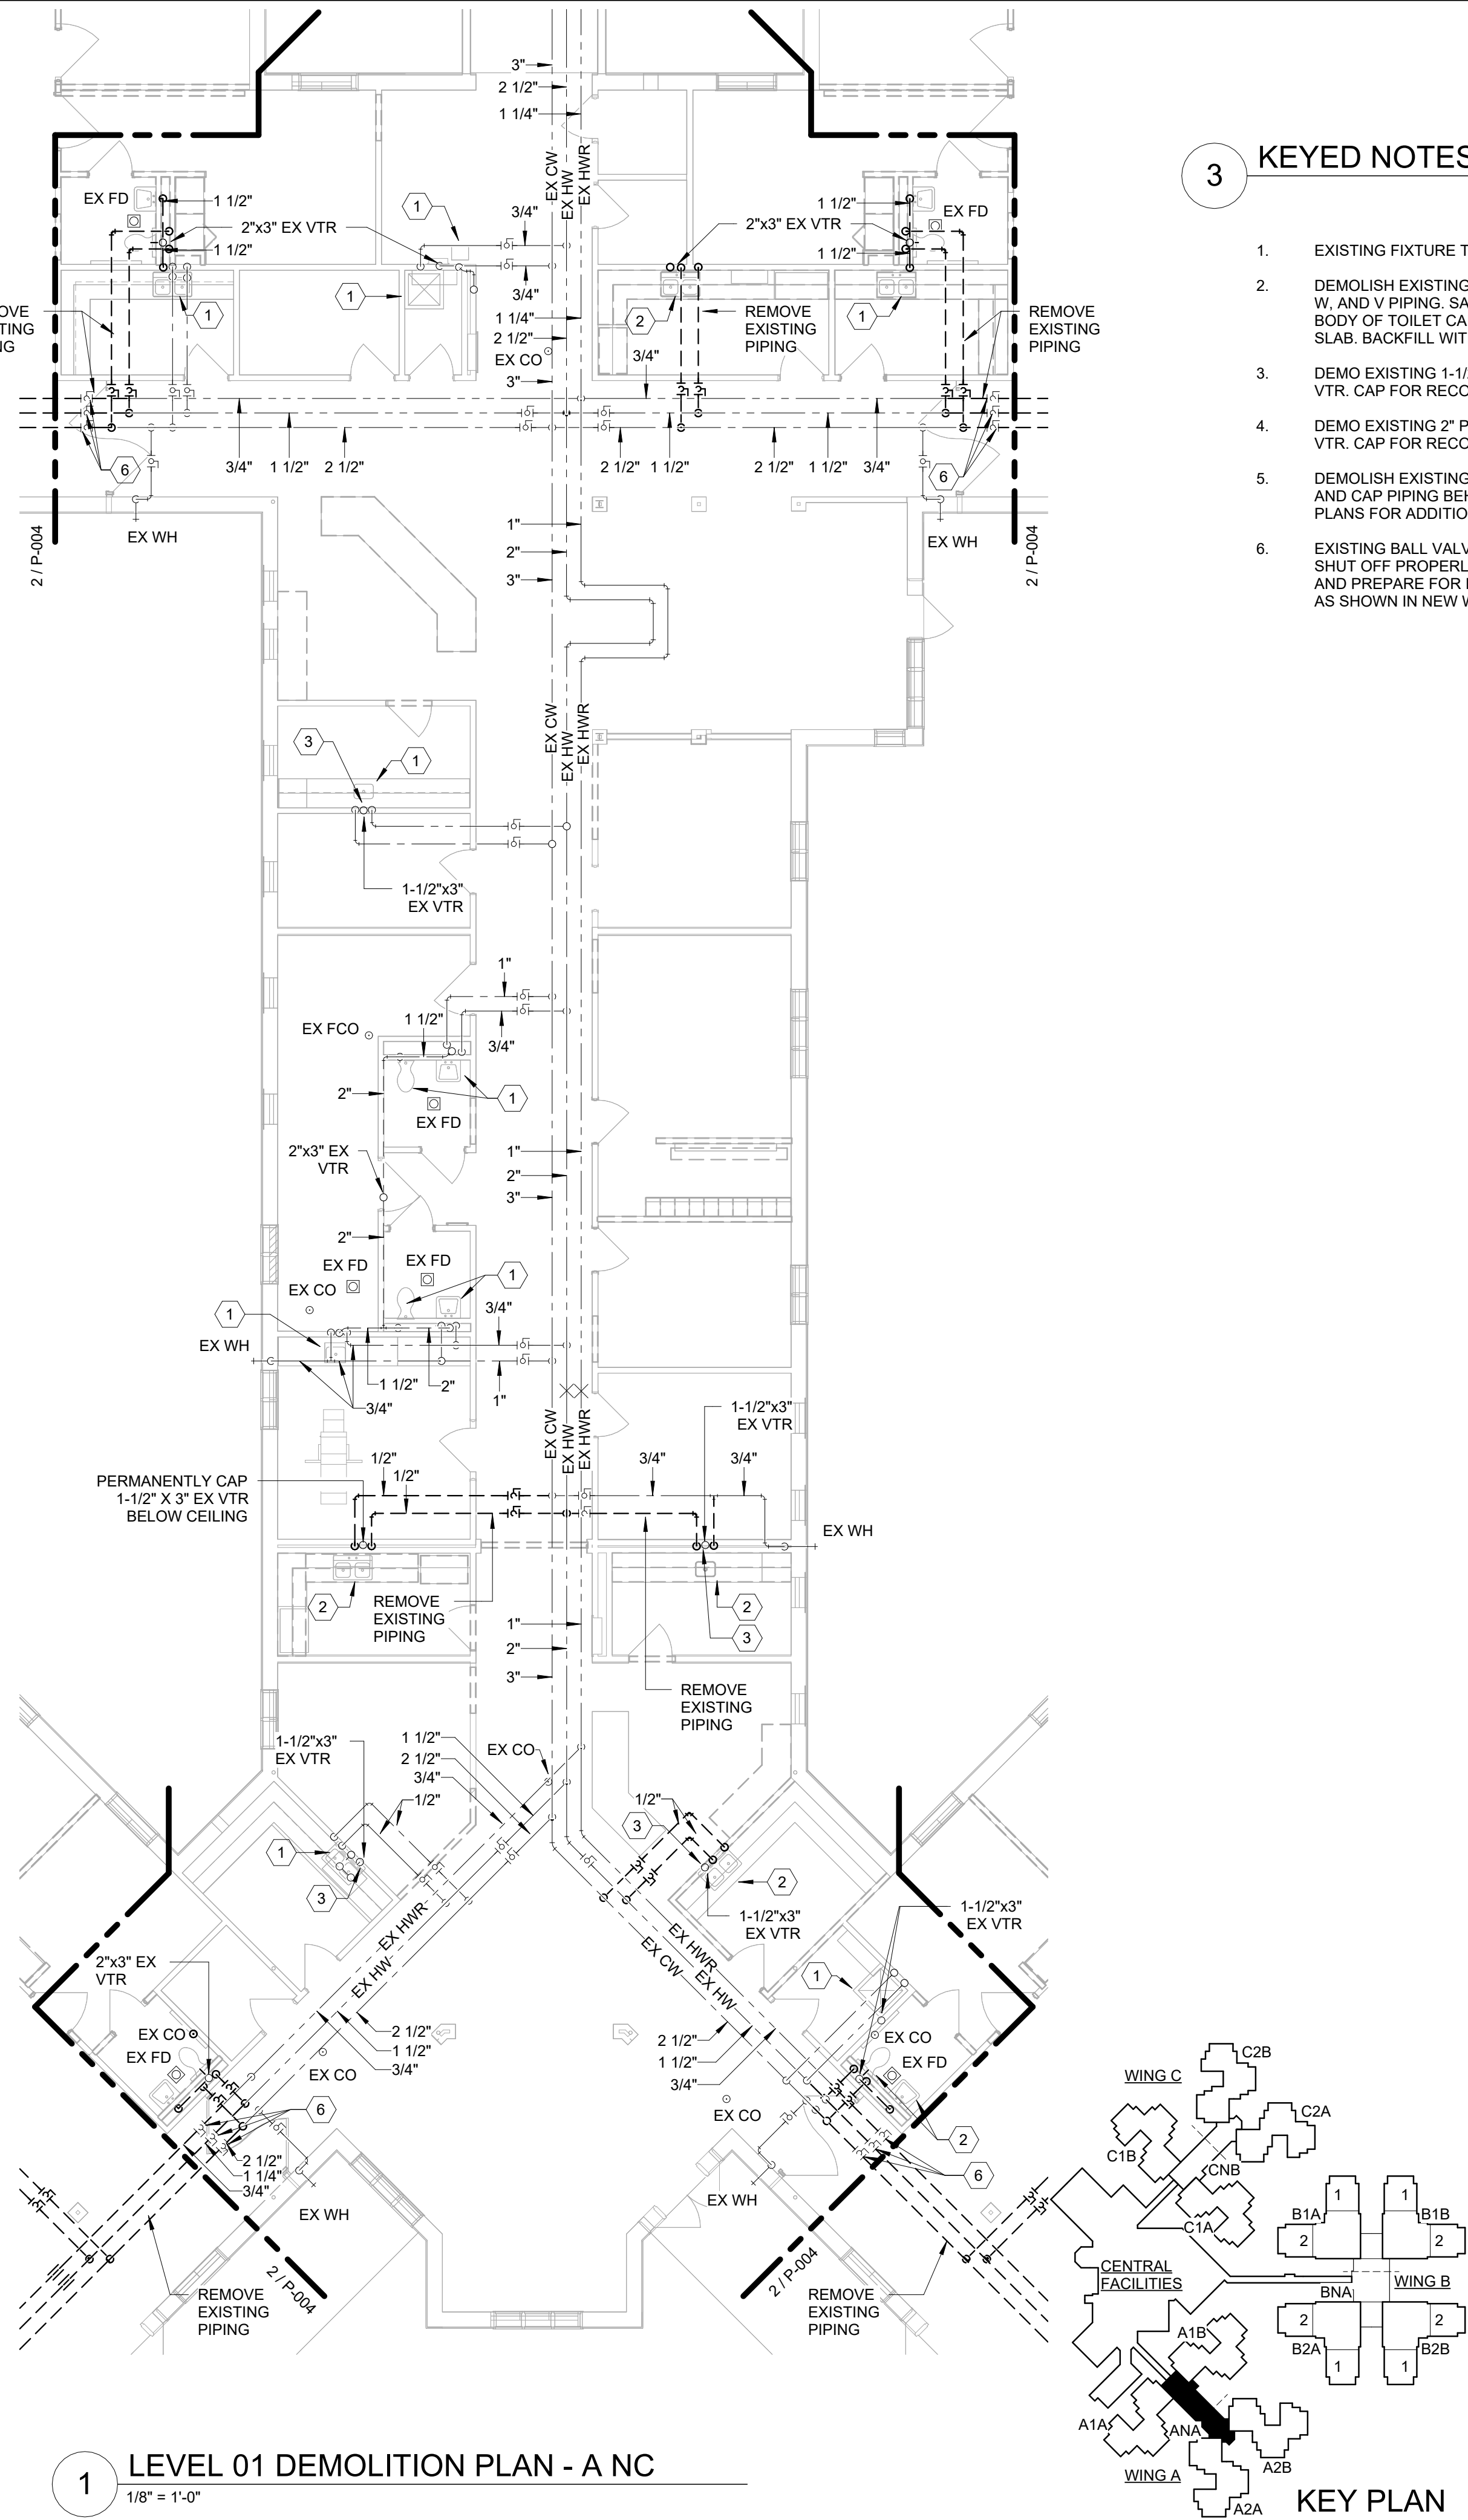 3"
2 1/2"
1 1/4"
EX CW
EX HW
EX HWR
EX FD
1 1/2"
2"x3" EX VTR
1 1/2"
1
3/4"
3/4"
1
1
2"x3" EX VTR
1 1/2"
1 1/2"
EX FD
2
1
REMOVE
EXISTING
PIPING
REMOVE
EXISTING
PIPING
OVE
TING
G
1 1/4"
2 1/2"
EX CO
3"
3/4"
6
3/4"
1 1/2"
2 1/2"
2 1/2"
1 1/2"
2 1/2"
1 1/2"
3/4"
6
EX WH
EX WH
2 / P-004
2 / P-004
1"
2"
3"
EX CW
EX HW
EX HWR
3
1
1-1/2"x3"
EX VTR
1"
3/4"
EX FCO
1 1/2"
2"
1
EX FD
2"x3" EX
VTR
1"
2"
3"
2"
EX FD
EX FD
EX CO
1
1
3/4"
EX WH
1 1/2"
2"
3/4"
1"
EX CW
EX HW
EX HWR
1-1/2"x3"
EX VTR
1/2"
1/2"
3/4"
3/4"
PERMANENTLY CAP
1-1/2" X 3" EX VTR
BELOW CEILING
EX WH
2
REMOVE
EXISTING
PIPING
2
3
1"
2"
3"
REMOVE
EXISTING
PIPING
1-1/2"x3"
EX VTR
1 1/2"
2 1/2"
3/4"
EX CO
1/2"
1/2"
3
1
3
2
1-1/2"x3"
EX VTR
1-1/2"x3"
EX VTR
EX HWR
EX HW
EX HWR
EX CW
EX HW
2"x3" EX
VTR
1
EX CO
EX FD
2 1/2"
1 1/2"
3/4"
EX CO
2 1/2"
1 1/2"
3/4"
EX CO
EX FD
EX CO
6
2
6
2 1/2"
1 1/4"
3/4"
EX WH
EX WH
2 / P-004
2 / P-004
REMOVE
EXISTING
PIPING
REMOVE
EXISTING
PIPING
1
LEVEL 01 DEMOLITION PLAN - A NC
1/8" = 1'-0"
3
KEYED NOTES
1. EXISTING FIXTURE T
2. DEMOLISH EXISTING
W, AND V PIPING. SA
BODY OF TOILET CA
SLAB. BACKFILL WIT
3. DEMO EXISTING 1-1/
VTR. CAP FOR RECO
4. DEMO EXISTING 2" P
VTR. CAP FOR RECO
5. DEMOLISH EXISTING
AND CAP PIPING BEH
PLANS FOR ADDITIO
6. EXISTING BALL VALV
SHUT OFF PROPERL
AND PREPARE FOR
AS SHOWN IN NEW
WING C
C2B
C2A
C1B
CNB
C1A
CENTRAL
FACILITIES
1
1
B1A
B1B
2
2
BNA
WING B
2
2
B2A
B2B
1
1
A1B
A1A
ANA
A2B
WING A
A2A
KEY PLAN